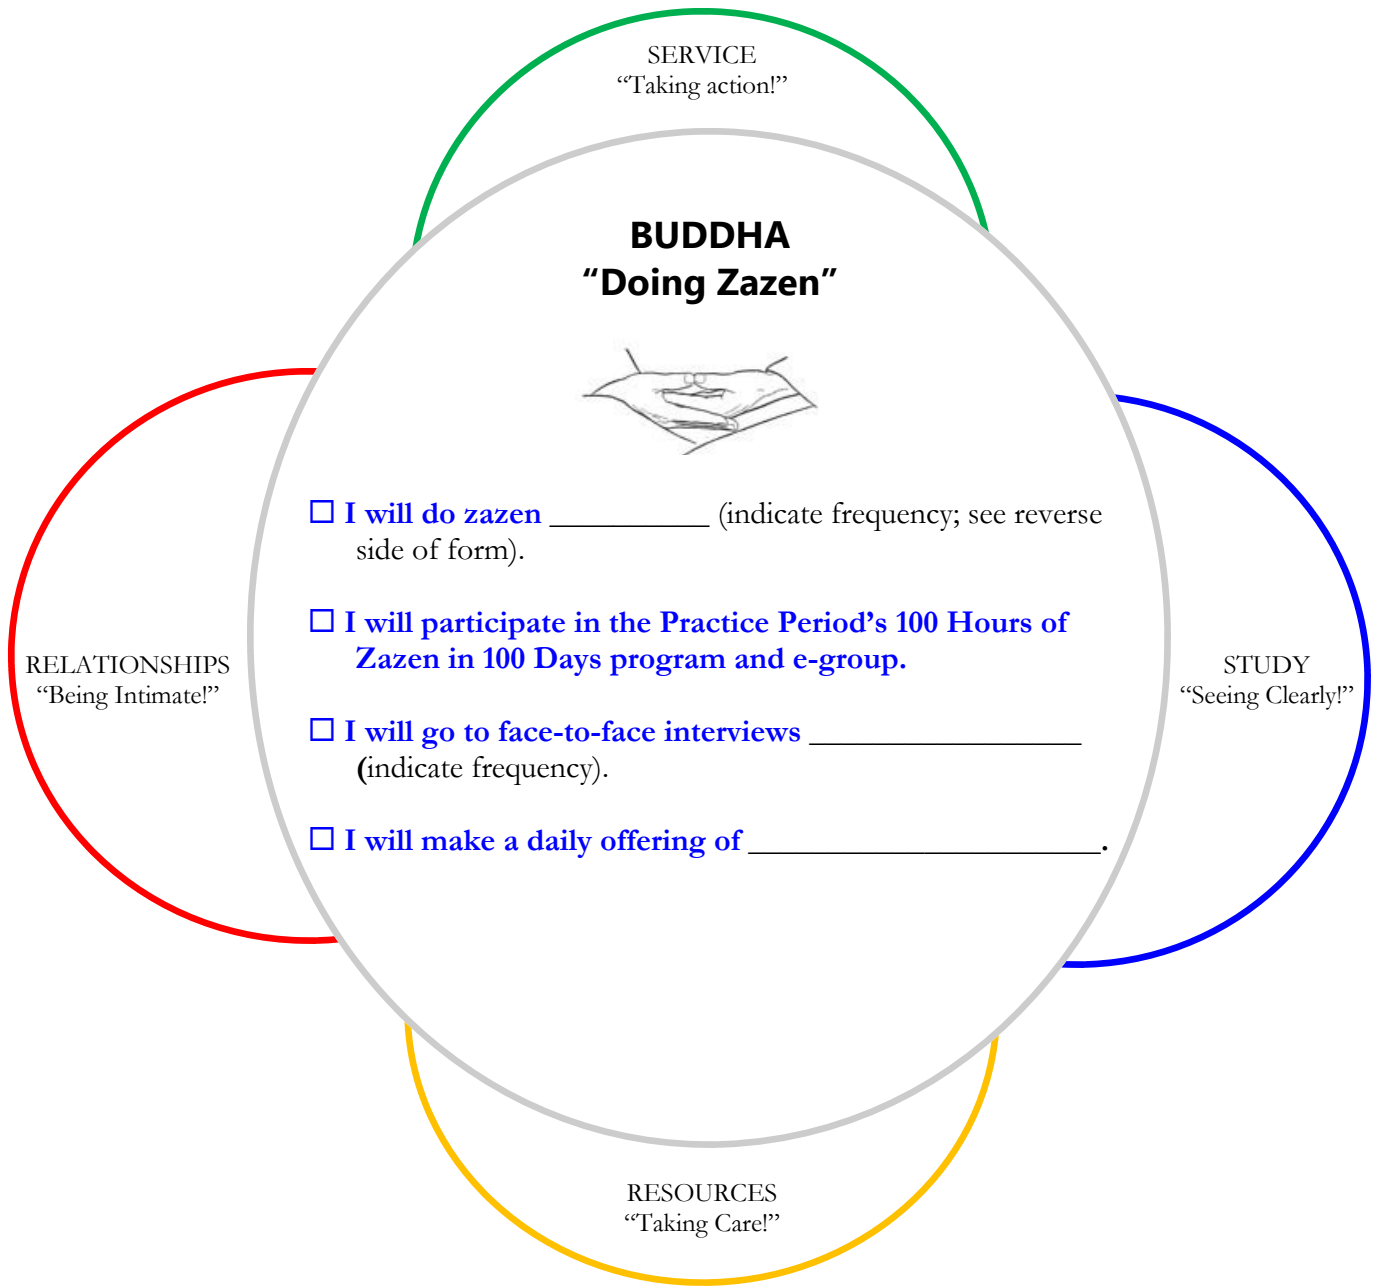 SERVICE
“Taking action!”
BUDDHA
“Doing Zazen”
☐ I will do zazen __________ (indicate frequency; see reverse
side of form).
☐ I will participate in the Practice Period’s 100 Hours of
Zazen in 100 Days program and e-group.
RELATIONSHIPS
“Being Intimate!”
STUDY
“Seeing Clearly!”
☐ I will go to face-to-face interviews _________________
(indicate frequency).
☐ I will make a daily offering of ______________________.
RESOURCES
“Taking Care!”